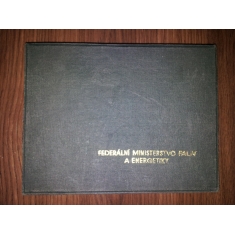 FEDERÁLNÍ MINISTERSTVO PALIV
A ENERGETIKY